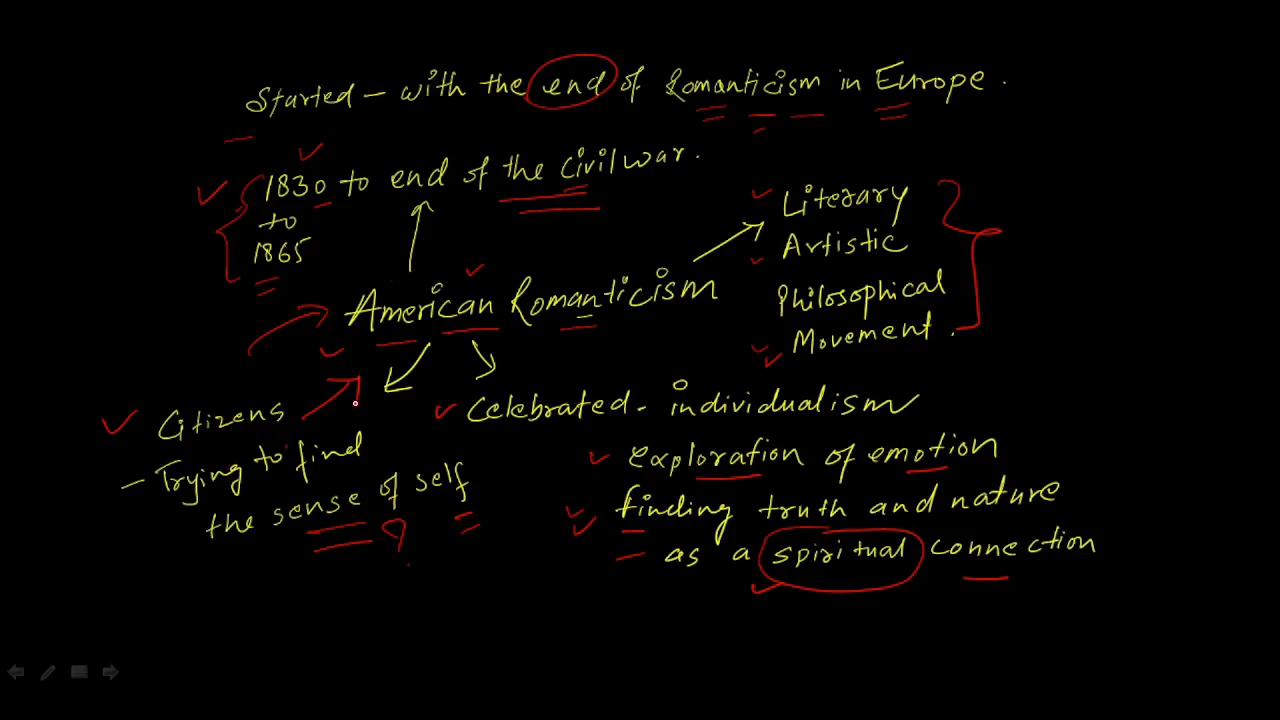 Started - with the end of Romanticism in Europe.
1830 to end of the civil war.
to
1865
American Romanticism
Literary
Artistic
Philosophical
Movement.
Citizens
- Trying to find
the sense of self
?
Celebrated - individualism
exploration of emotion
finding truth and nature
as a spiritual connection